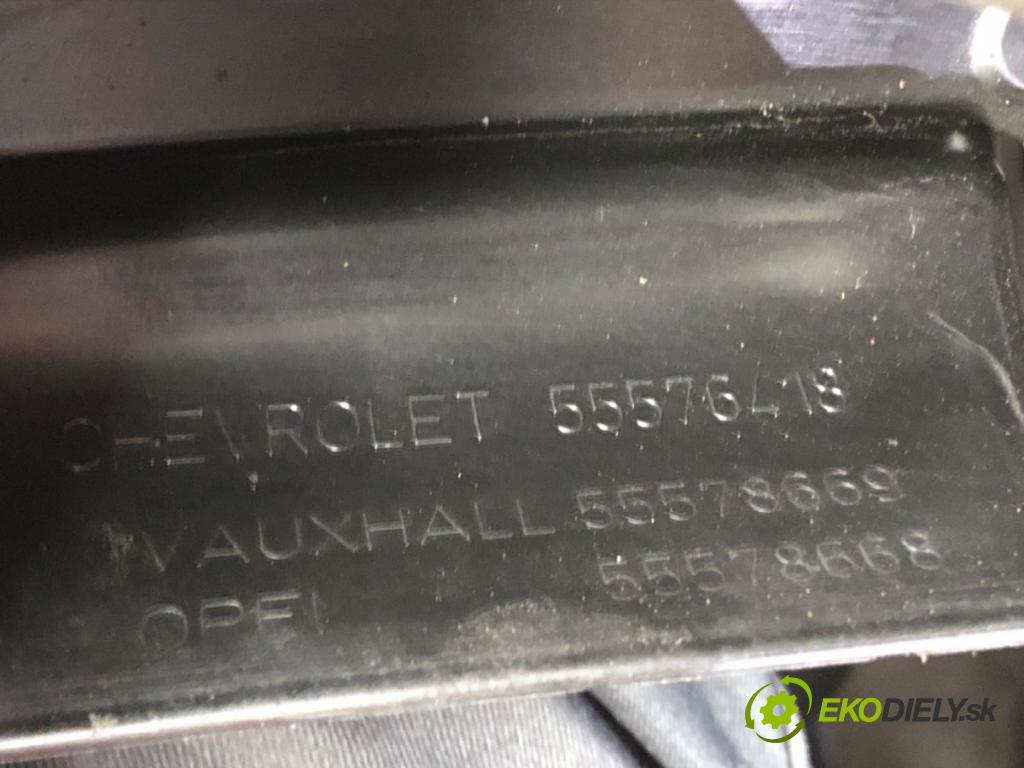 CHEVROLET 55576418
VAUXHALL 55578669
OPEL 55578668
EKODIELY.sk